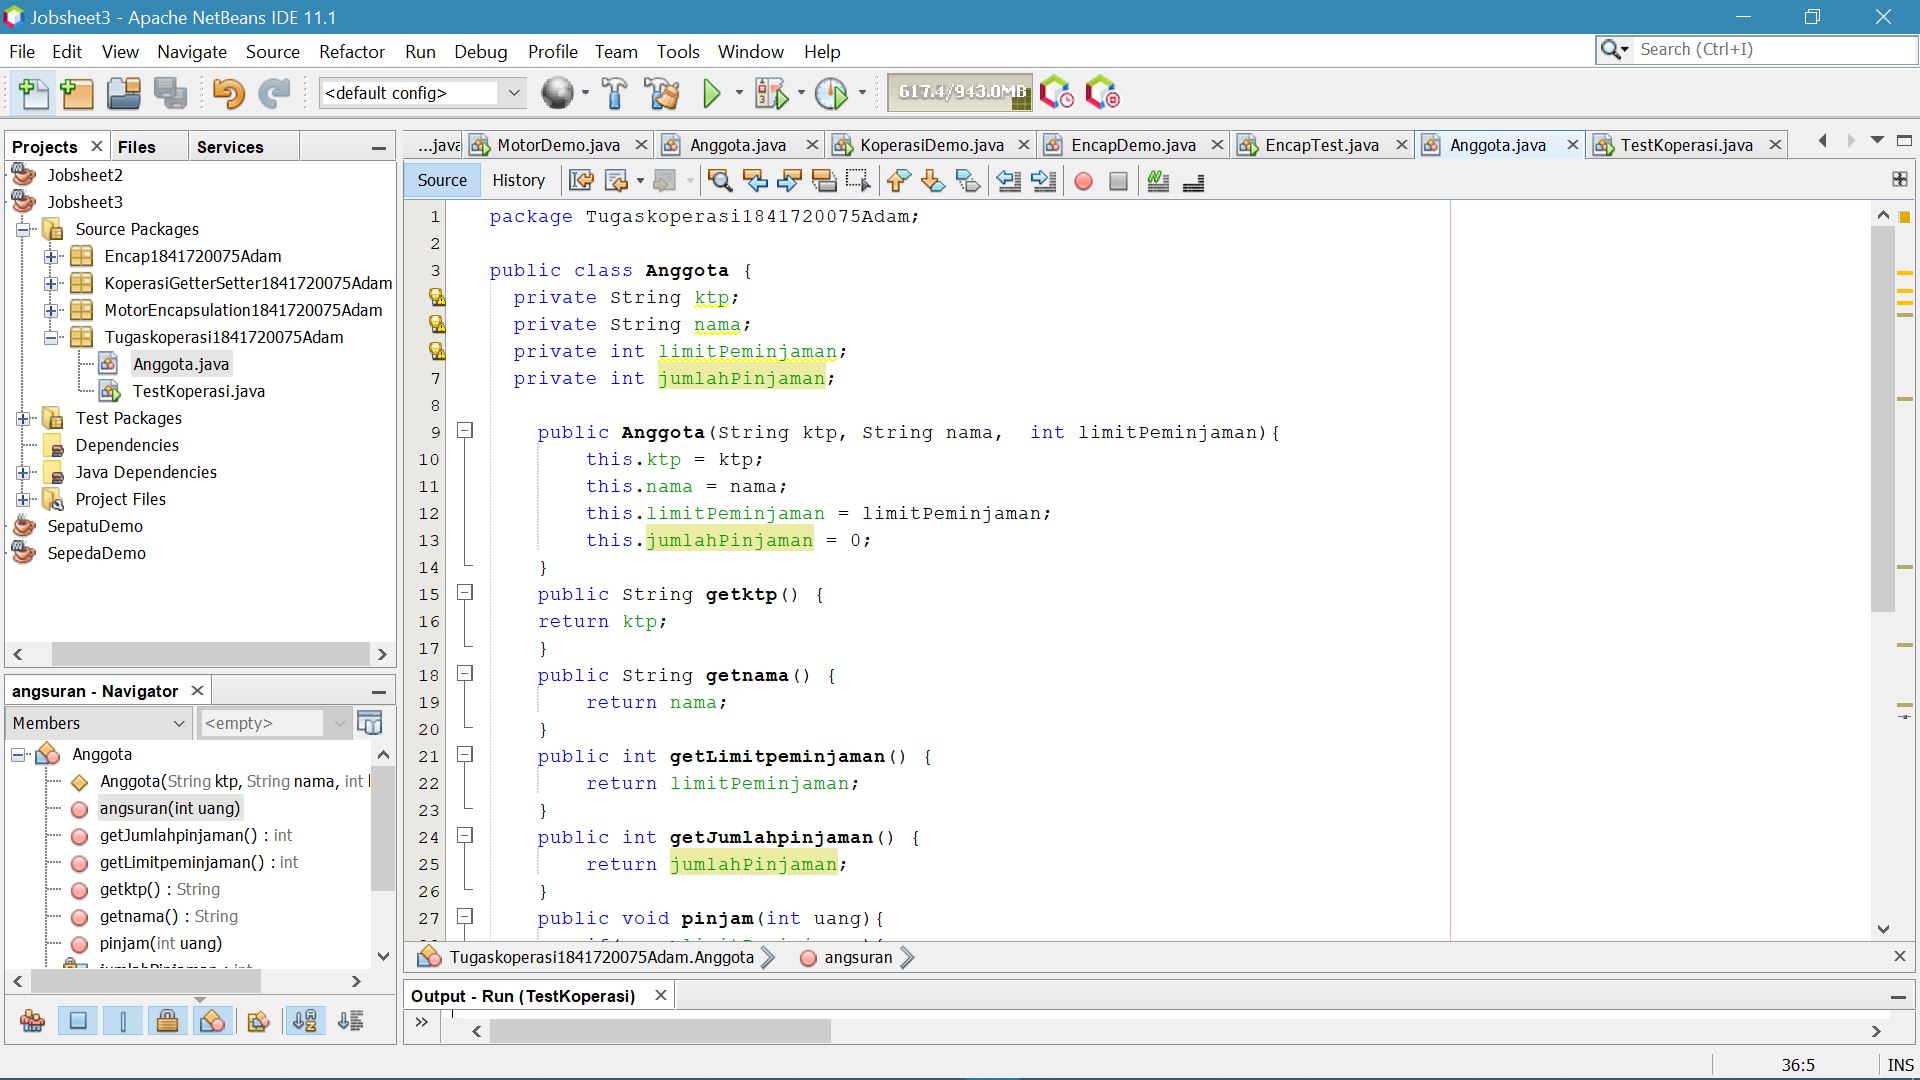 Jobsheet3 - Apache NetBeans IDE 11.1
File Edit View Navigate Source Refactor Run Debug Profile Team Tools Window Help
Search (Ctrl+I)
<default config>
617.4/943.0MB
Projects
Files
Services
Jobsheet2
Jobsheet3
Source Packages
Encap1841720075Adam
KoperasiGetterSetter1841720075Adam
MotorEncapsulation1841720075Adam
Tugaskoperasi1841720075Adam
Anggota.java
TestKoperasi.java
Test Packages
Dependencies
Java Dependencies
Project Files
SepatuDemo
SepedaDemo
angsuran - Navigator
Members
<empty>
Anggota
Anggota(String ktp, String nama, int
angsuran(int uang)
getJumlahpinjaman() : int
getLimitpeminjaman() : int
getktp() : String
getnama() : String
pinjam(int uang)
...java MotorDemo.java Anggota.java KoperasiDemo.java EncapDemo.java EncapTest.java Anggota.java TestKoperasi.java
Source History
1 package Tugaskoperasi1841720075Adam;
2
3 public class Anggota {
private String ktp;
private String nama;
private int limitPeminjaman;
7 private int jumlahPinjaman;
8
9 public Anggota(String ktp, String nama,  int limitPeminjaman){
10 this.ktp = ktp;
11 this.nama = nama;
12 this.limitPeminjaman = limitPeminjaman;
13 this.jumlahPinjaman = 0;
14 }
15 public String getktp() {
16 return ktp;
17 }
18 public String getnama() {
19 return nama;
20 }
21 public int getLimitpeminjaman() {
22 return limitPeminjaman;
23 }
24 public int getJumlahpinjaman() {
25 return jumlahPinjaman;
26 }
27 public void pinjam(int uang){
Tugaskoperasi1841720075Adam.Anggota
angsuran
Output - Run (TestKoperasi)
36:5
INS